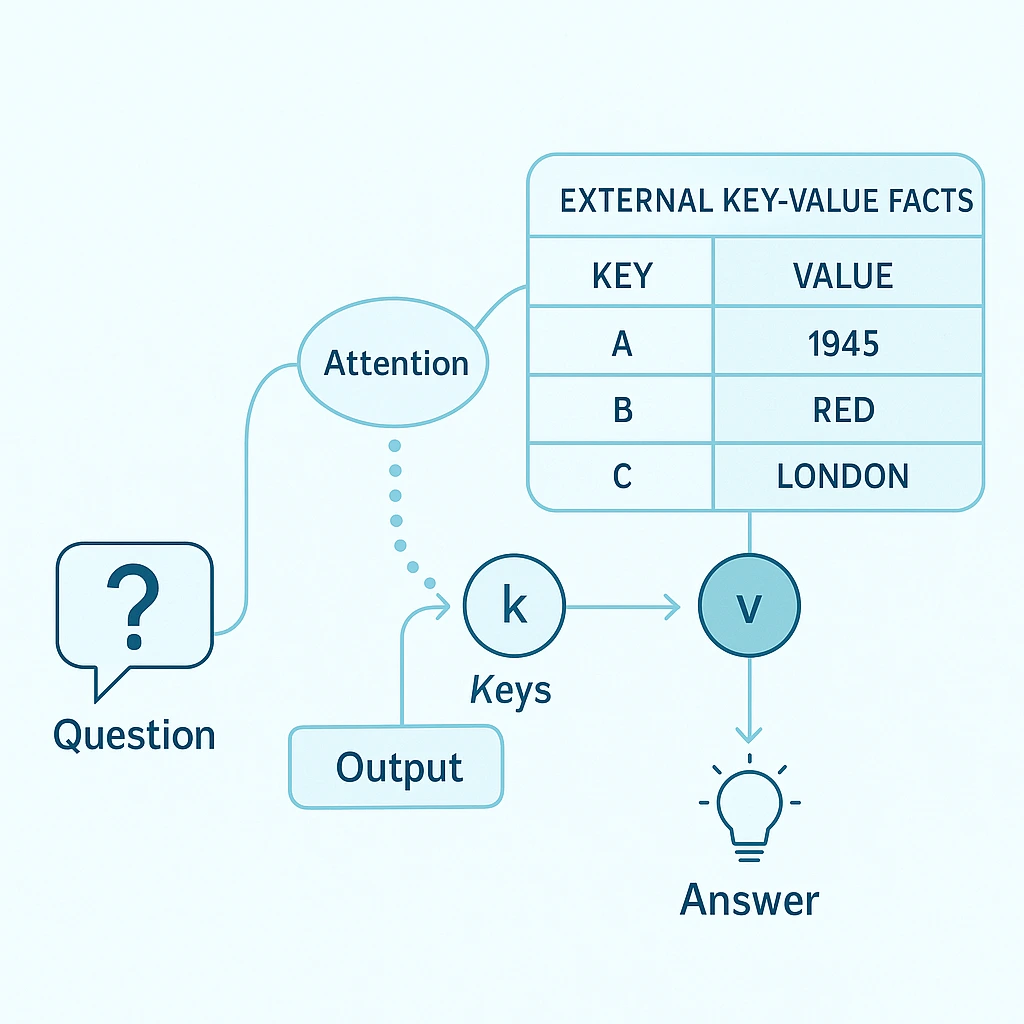 EXTERNAL KEY-VALUE FACTS
KEY VALUE
A 1945
B RED
C LONDON
Attention
?
Question
k
Keys
v
Output
Answer